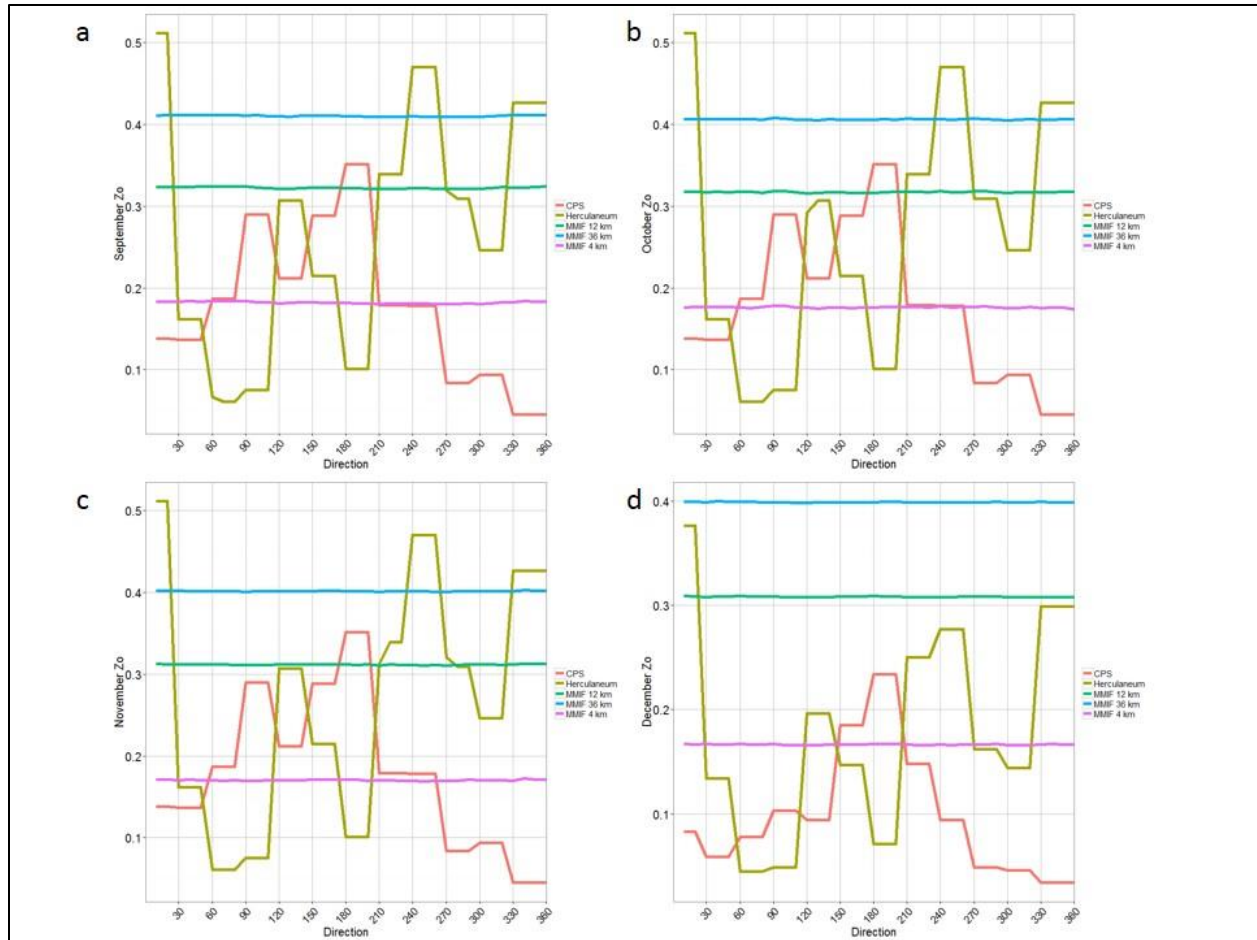 a
0.5
0.4
0.3
0.2
0.1
September Zo
30 60 90 120 150 180 210 240 270 300 330 360
Direction
CPS
Herculaneum
MMIF 12 km
MMIF 36 km
MMIF 4 km
b
0.5
0.4
0.3
0.2
0.1
October Zo
30 60 90 120 150 180 210 240 270 300 330 360
Direction
CPS
Herculaneum
MMIF 12 km
MMIF 36 km
MMIF 4 km
c
0.5
0.4
0.3
0.2
0.1
November Zo
30 60 90 120 150 180 210 240 270 300 330 360
Direction
CPS
Herculaneum
MMIF 12 km
MMIF 36 km
MMIF 4 km
d
0.4
0.3
0.2
0.1
December Zo
30 60 90 120 150 180 210 240 270 300 330 360
Direction
CPS
Herculaneum
MMIF 12 km
MMIF 36 km
MMIF 4 km